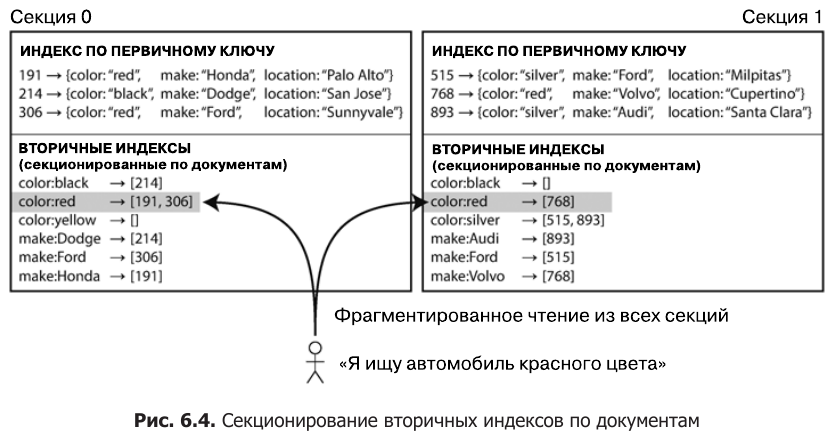 Секция 0
Секция 1
ИНДЕКС ПО ПЕРВИЧНОМУ КЛЮЧУ
191 → {color: “red”, make: “Honda”, location: “Palo Alto”}
214 → {color: “black”, make: “Dodge”, location: “San Jose”}
306 → {color: “red”, make: “Ford”, location: “Sunnyvale”}
ВТОРИЧНЫЕ ИНДЕКСЫ
(секционированные по документам)
color:black → [214]
color:red → [191, 306]
color:yellow → []
make:Dodge → [214]
make:Ford → [306]
make:Honda → [191]
ИНДЕКС ПО ПЕРВИЧНОМУ КЛЮЧУ
515 → {color: “silver”, make: “Ford”, location: “Milpitas”}
768 → {color: “red”, make: “Volvo”, location: “Cupertino”}
893 → {color: “silver”, make: “Audi”, location: “Santa Clara”}
ВТОРИЧНЫЕ ИНДЕКСЫ
(секционированные по документам)
color:black → []
color:red → [768]
color:silver → [515, 893]
make:Audi → [893]
make:Ford → [515]
make:Volvo → [768]
Фрагментированное чтение из всех секций
«Я ищу автомобиль красного цвета»
Рис. 6.4. Секционирование вторичных индексов по документам